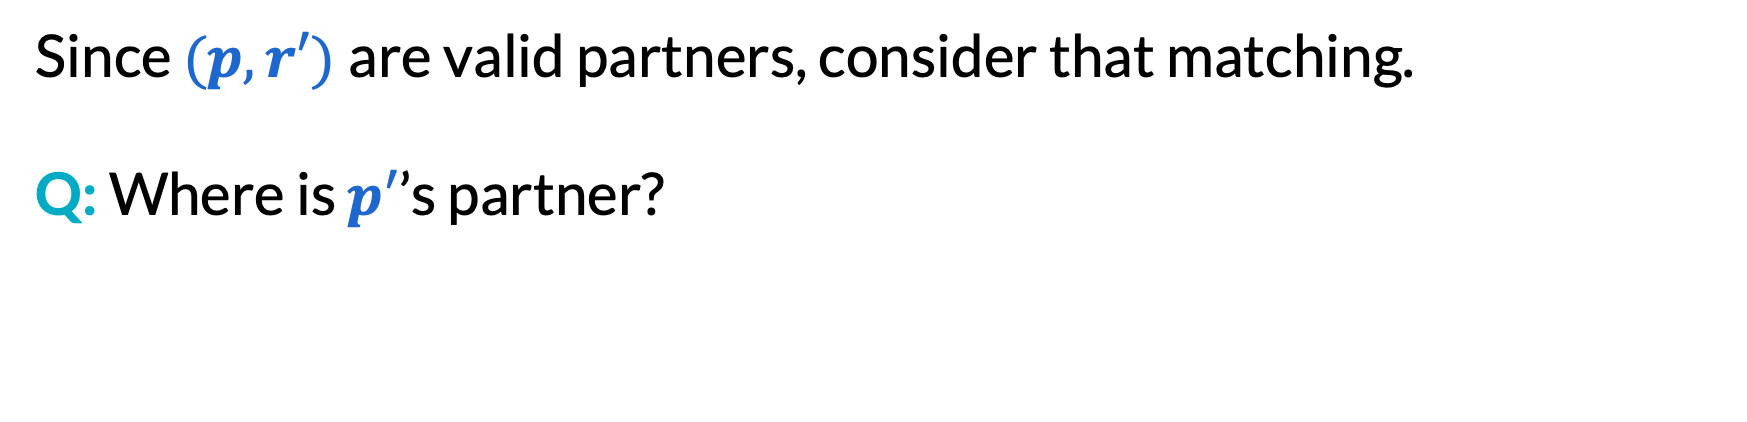 Since (p, r′) are valid partners, consider that matching.
Q: Where is p′’s partner?